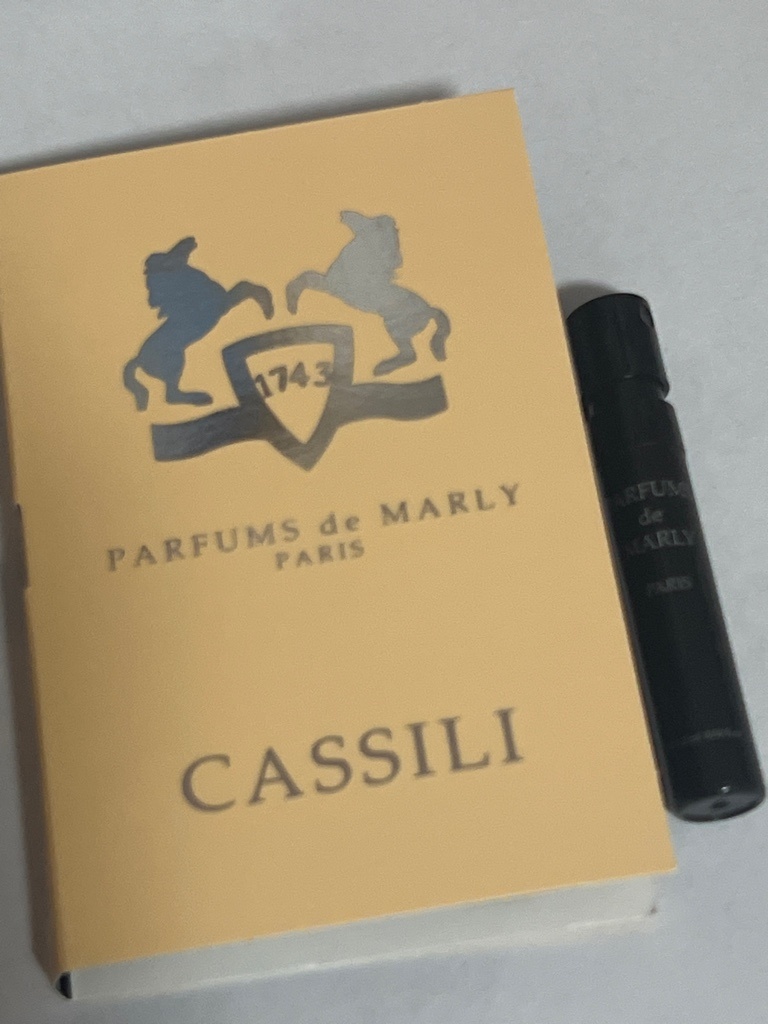 1743
PARFUMS de MARLY
PARIS
CASSILI
PARFUMS
de
MARLY
PARIS